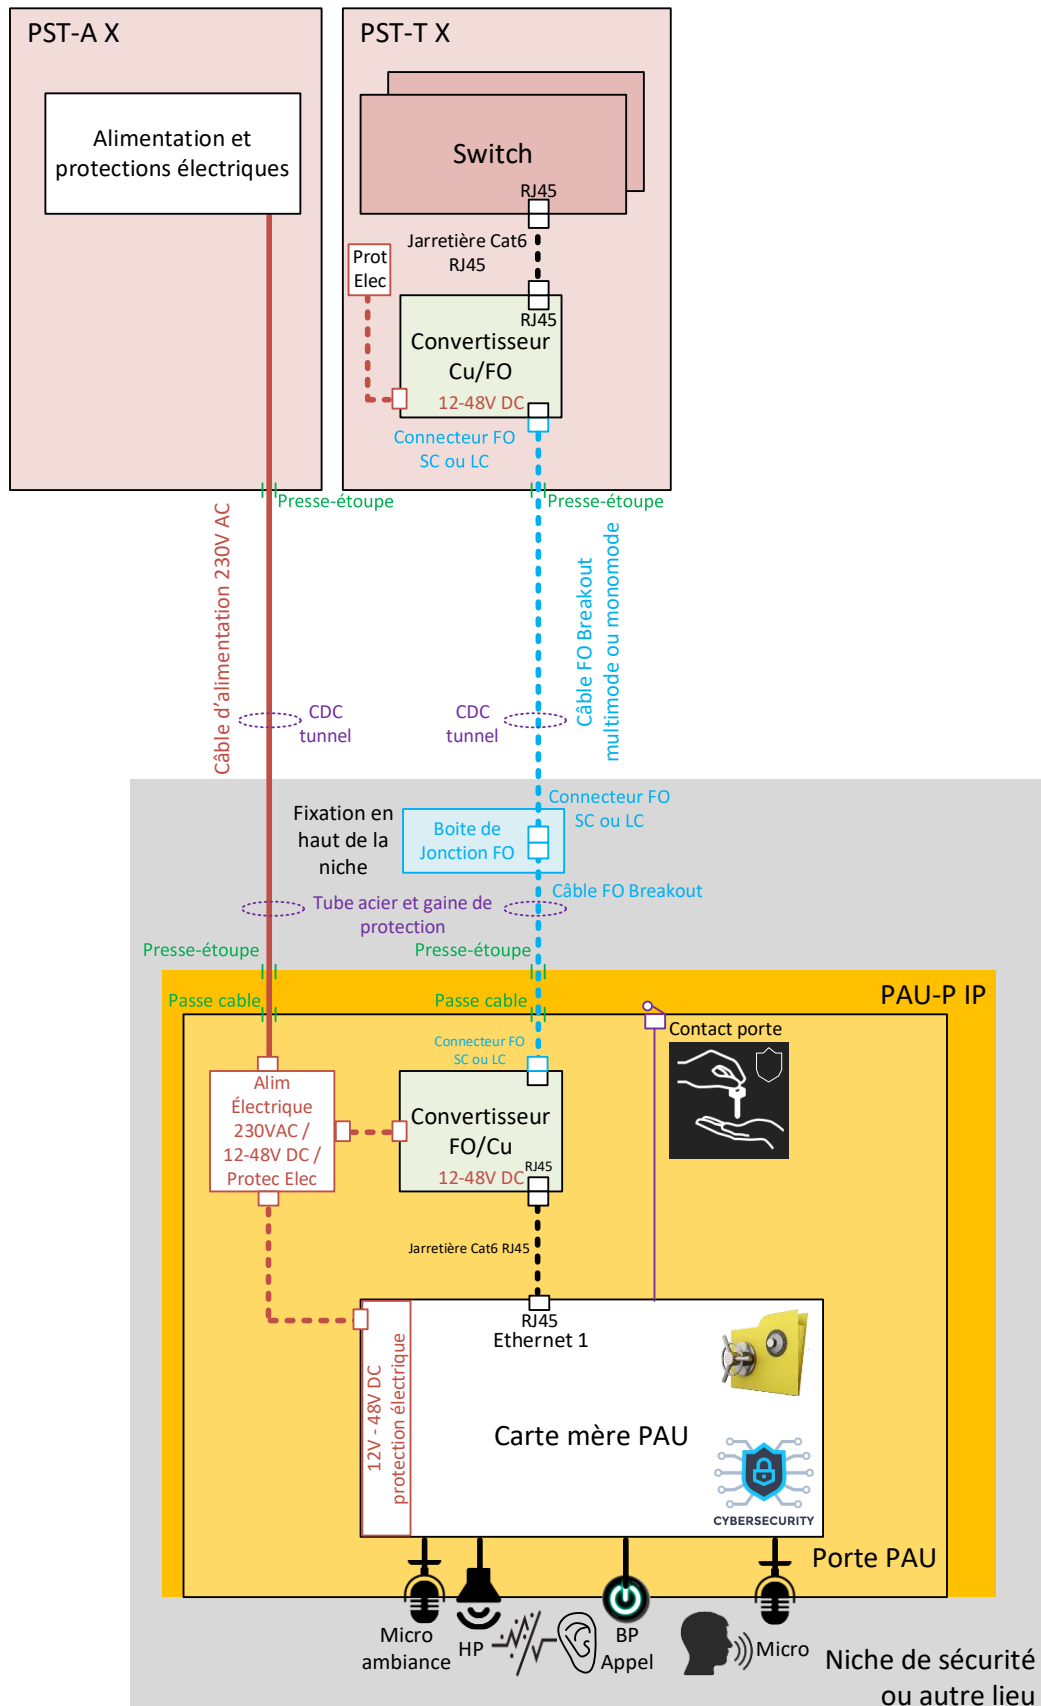 PST-A X
PST-T X
Alimentation et
protections électriques
Switch
RJ45
Jarretière Cat6
RJ45
Prot
Elec
RJ45
Convertisseur
Cu/FO
12-48V DC
Connecteur FO
SC ou LC
Presse-étoupe
Presse-étoupe
Câble d'alimentation 230V AC
Câble FO Breakout
multimode ou monomode
CDC
tunnel
CDC
tunnel
Connecteur FO
SC ou LC
Fixation en
haut de la
niche
Boite de
Jonction FO
Câble FO Breakout
Tube acier et gaine de
protection
Presse-étoupe
Presse-étoupe
PAU-P IP
Passe cable
Passe cable
Contact porte
Connecteur FO
SC ou LC
Alim
Électrique
230VAC /
12-48V DC /
Protec Elec
Convertisseur
FO/Cu
12-48V DC
RJ45
Jarretière Cat6 RJ45
RJ45
Ethernet 1
12V - 48V DC
protection électrique
Carte mère PAU
CYBERSECURITY
Porte PAU
Micro
ambiance
HP
BP
Appel
Micro
Niche de sécurité
ou autre lieu